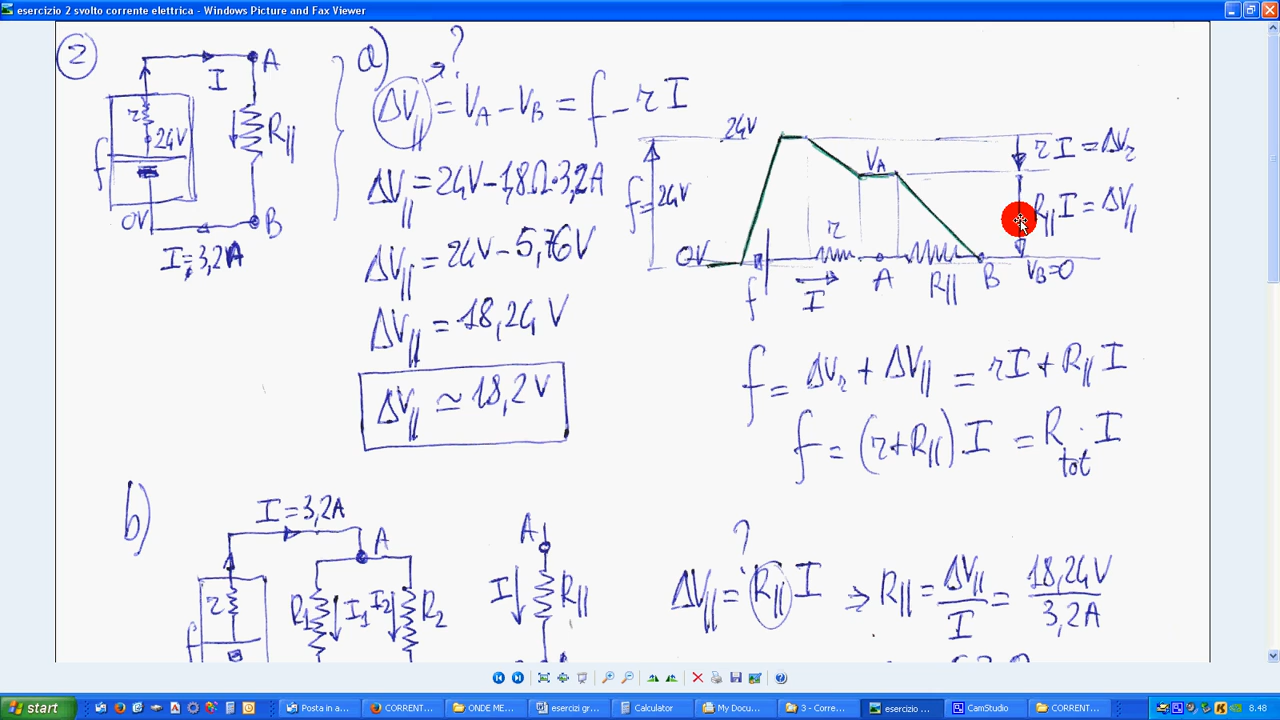 esercizio 2 svolto corrente elettrica - Windows Picture and Fax Viewer
2
I
A
r
24V
f
R//
0V
B
I=3,2A
a)
?
ΔV// = VA - VB = f - rI
ΔV// = 24V-1,8Ω·3,2A
ΔV// = 24V-5,76V
ΔV// = 18,24V
ΔV// ≃ 18,2V
24V
f=24V
0V
VA
rI = ΔVr
R//I = ΔV//
r
f
I
A
R//
B
VB=0
f = ΔVr + ΔV// = rI + R//I
f = (r+R//)·I = Rtot·I
b)
I=3,2A
A
r
f
R1
I1
I2
R2
A
I
R//
?
ΔV// = R// I ⇒ R// = ΔV///I = 18,24V/3,2A
start
Posta in a...
CORRENT...
ONDE ME...
esercizi gr...
Calculator
My Docum...
3 - Corre...
esercizio ...
CamStudio
CORRENT...
8.48